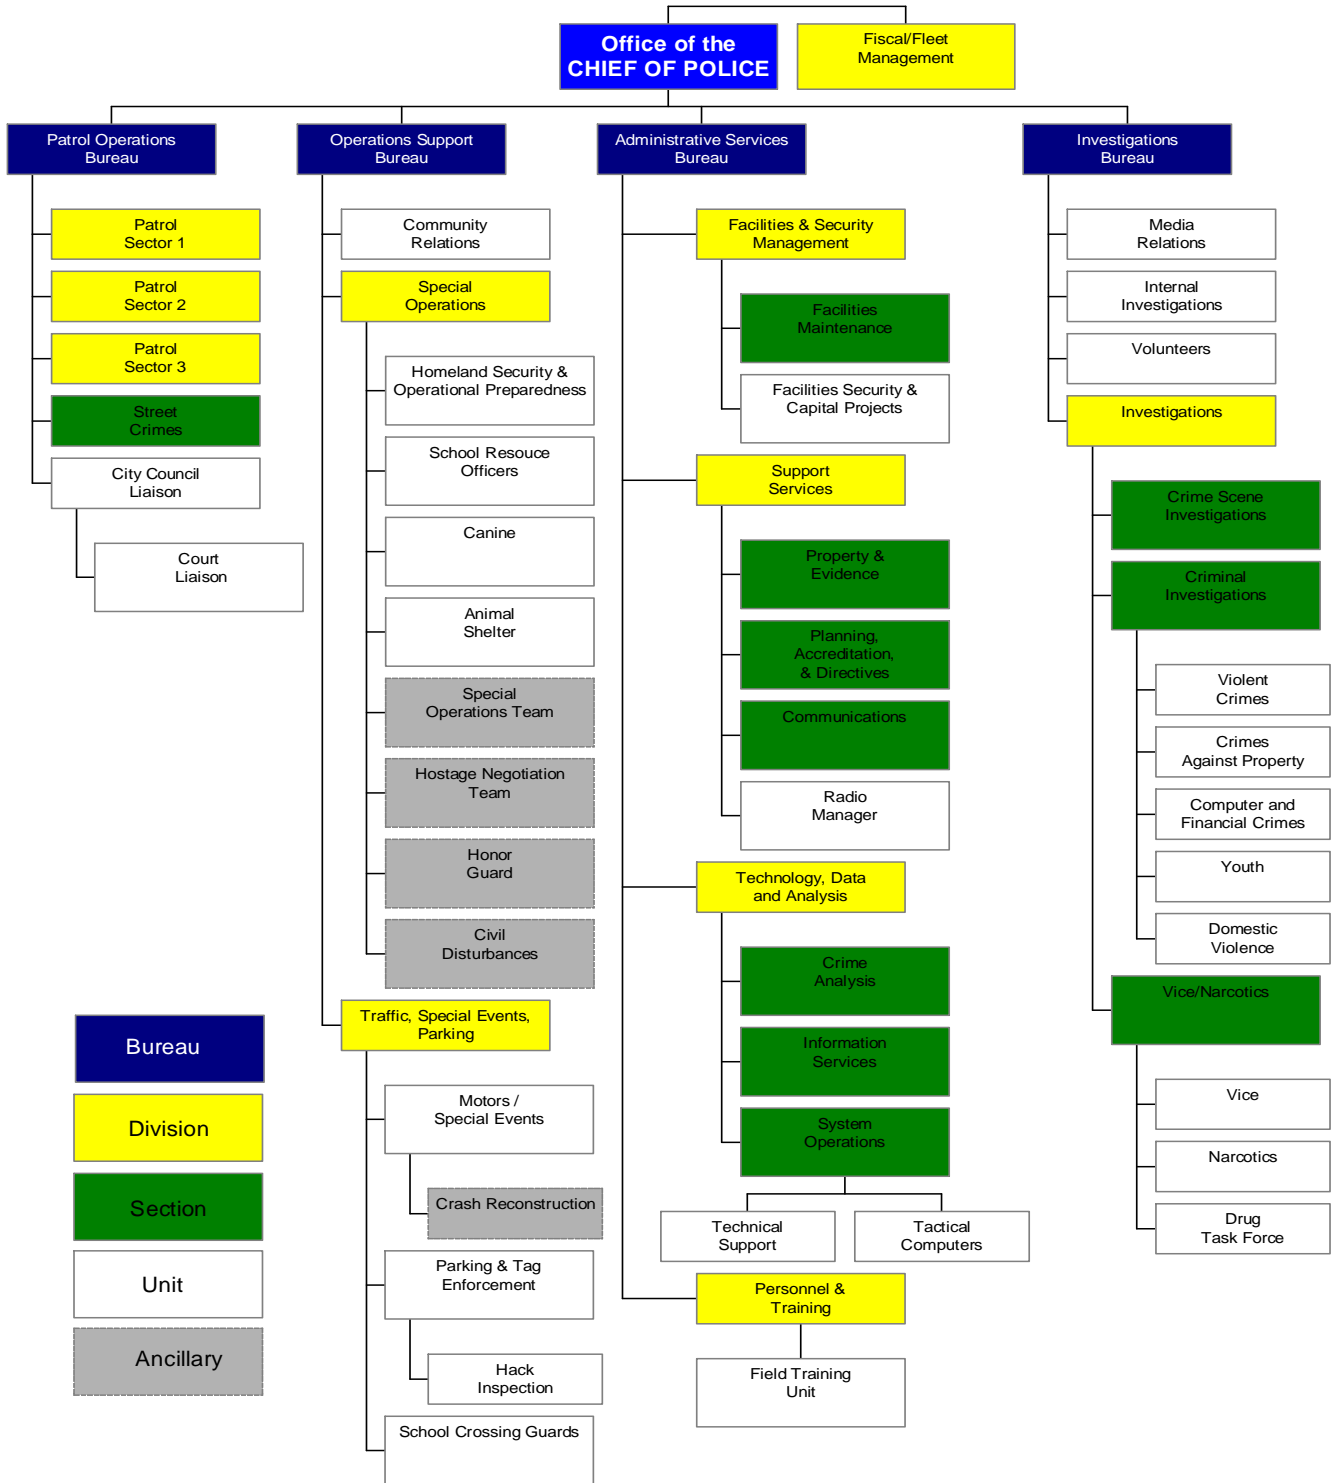 Office of the
CHIEF OF POLICE
Fiscal/Fleet
Management
Patrol Operations
Bureau
Patrol
Sector 1
Patrol
Sector 2
Patrol
Sector 3
Street
Crimes
City Council
Liaison
Court
Liaison
Operations Support
Bureau
Community
Relations
Special
Operations
Homeland Security &
Operational Preparedness
School Resouce
Officers
Canine
Animal
Shelter
Special
Operations Team
Hostage Negotiation
Team
Honor
Guard
Civil
Disturbances
Traffic, Special Events,
Parking
Motors /
Special Events
Crash Reconstruction
Parking & Tag
Enforcement
Hack
Inspection
School Crossing Guards
Administrative Services
Bureau
Facilities & Security
Management
Facilities
Maintenance
Facilities Security &
Capital Projects
Support
Services
Property &
Evidence
Planning,
Accreditation,
& Directives
Communications
Radio
Manager
Technology, Data
and Analysis
Crime
Analysis
Information
Services
System
Operations
Technical
Support
Tactical
Computers
Personnel &
Training
Field Training
Unit
Investigations
Bureau
Media
Relations
Internal
Investigations
Volunteers
Investigations
Crime Scene
Investigations
Criminal
Investigations
Violent
Crimes
Crimes
Against Property
Computer and
Financial Crimes
Youth
Domestic
Violence
Vice/Narcotics
Vice
Narcotics
Drug
Task Force
Bureau
Division
Section
Unit
Ancillary